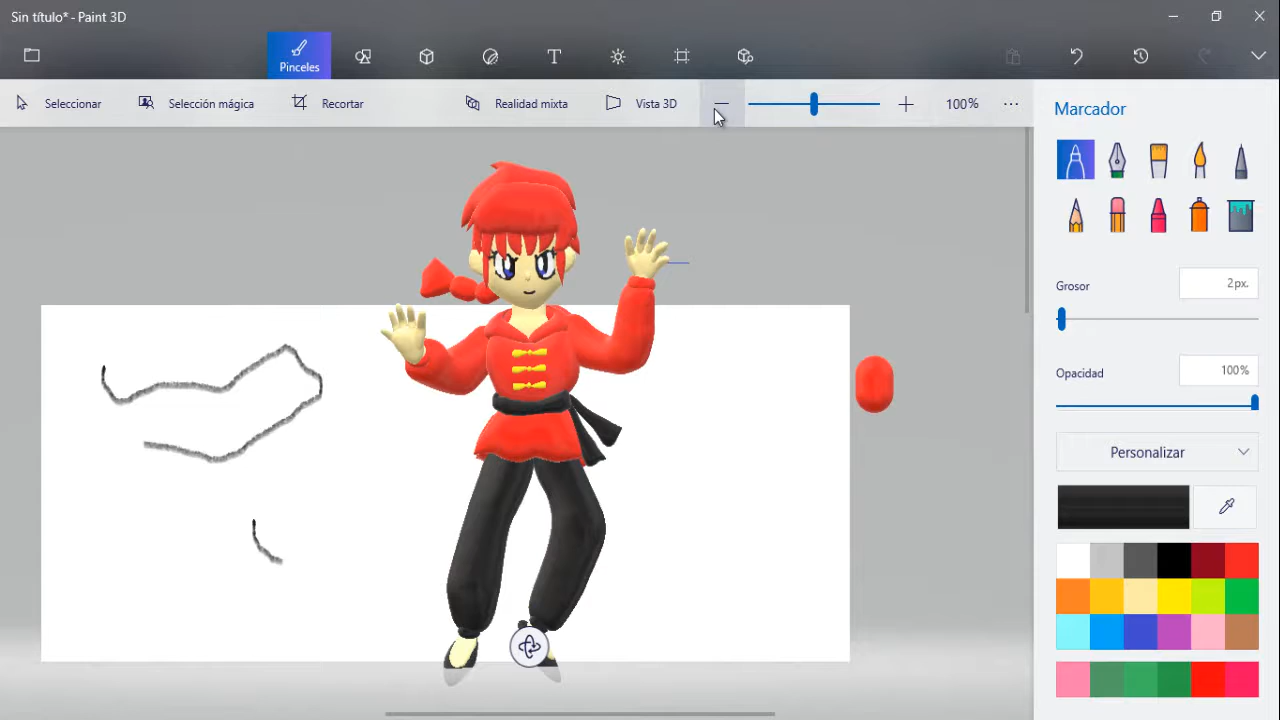 Sin título* - Paint 3D
Pinceles
Seleccionar
Selección mágica
Recortar
Realidad mixta
Vista 3D
100%
Marcador
Grosor
2px.
Opacidad
100%
Personalizar